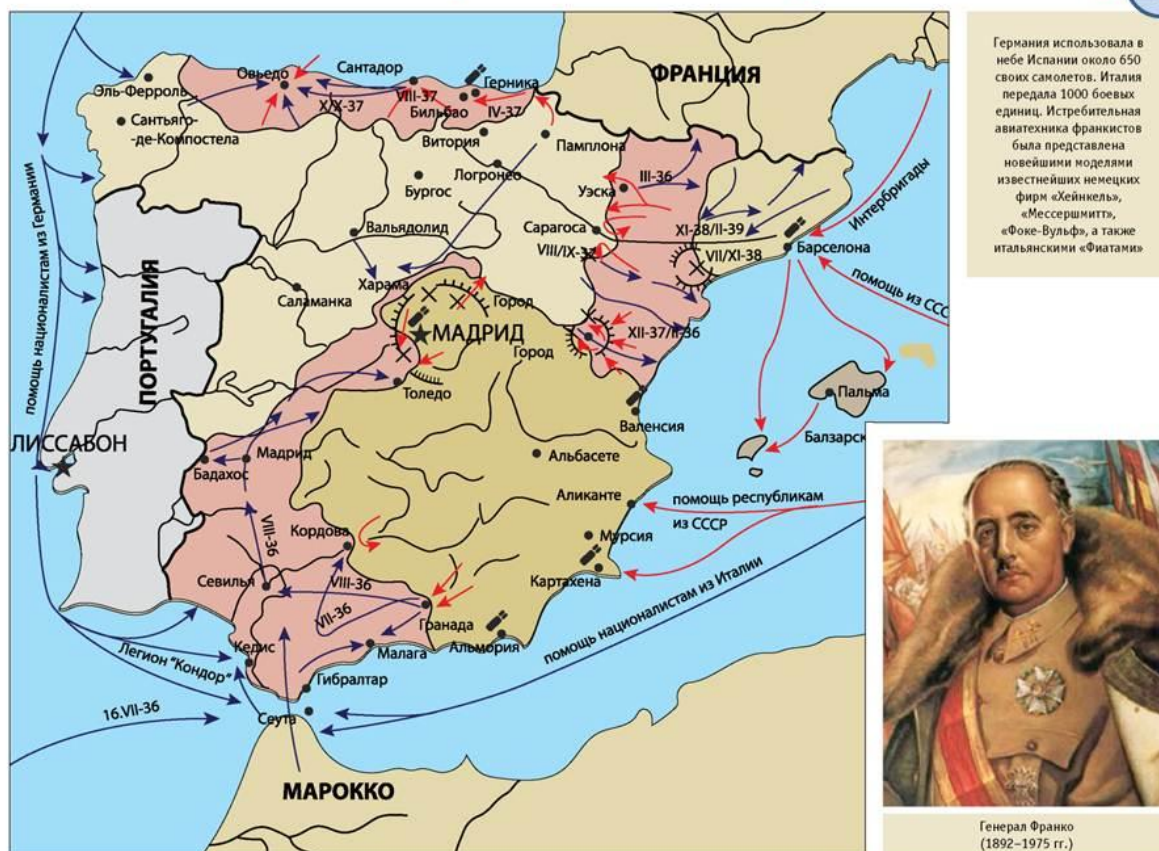 Германия использовала в
небе Испании около 650
своих самолетов. Италия
передала 1000 боевых
единиц. Истребительная
авиатехника франкистов
была представлена
новейшими моделями
известнейших немецких
фирм «Хейнкель»,
«Мессершмитт»,
«Фоке-Вульф», а также
итальянскими «Фиатами»
ФРАНЦИЯ
Овьедо
Сантадор
Герника
Эль-Ферроль
X/X-37
VIII-37
Бильбао
IV-37
Сантьяго-
-де-Компостела
Витория
Памплона
Логронео
Бургос
Уэска
III-36
Интербригады
Вальядолид
Сарагоса
XI-38/II-39
Барселона
VIII/IX-37
VII/XI-38
помощь националистам из Германии
ПОРТУГАЛИЯ
Саламанка
Харама
Город
помощь из СССР
МАДРИД
Город
XII-37/II-36
Толедо
Пальма
Валенсия
Балзарск
ЛИССАБОН
Мадрид
Бадахос
Альбасете
Аликанте
помощь республикам
из СССР
VIII-36
Кордова
Мурсия
Севилья
VIII-36
Картахена
VII-36
Гранада
помощь националистам из Италии
Малага
Альмория
Легион "Кондор"
Кедис
Гибралтар
16.VII-36
Сеута
МАРОККО
Генерал Франко
(1892–1975 гг.)